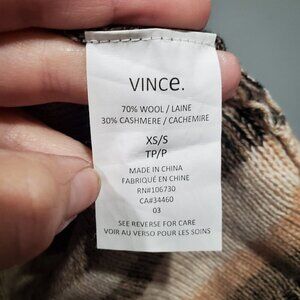 VINCe.
70% WOOL / LAINE
30% CASHMERE / CACHEMIRE
XS/S
TP/P
MADE IN CHINA
FABRIQUÉ EN CHINE
RN#106730
CA#34460
03
SEE REVERSE FOR CARE
VOIR AU VERSO POUR LES SOINS